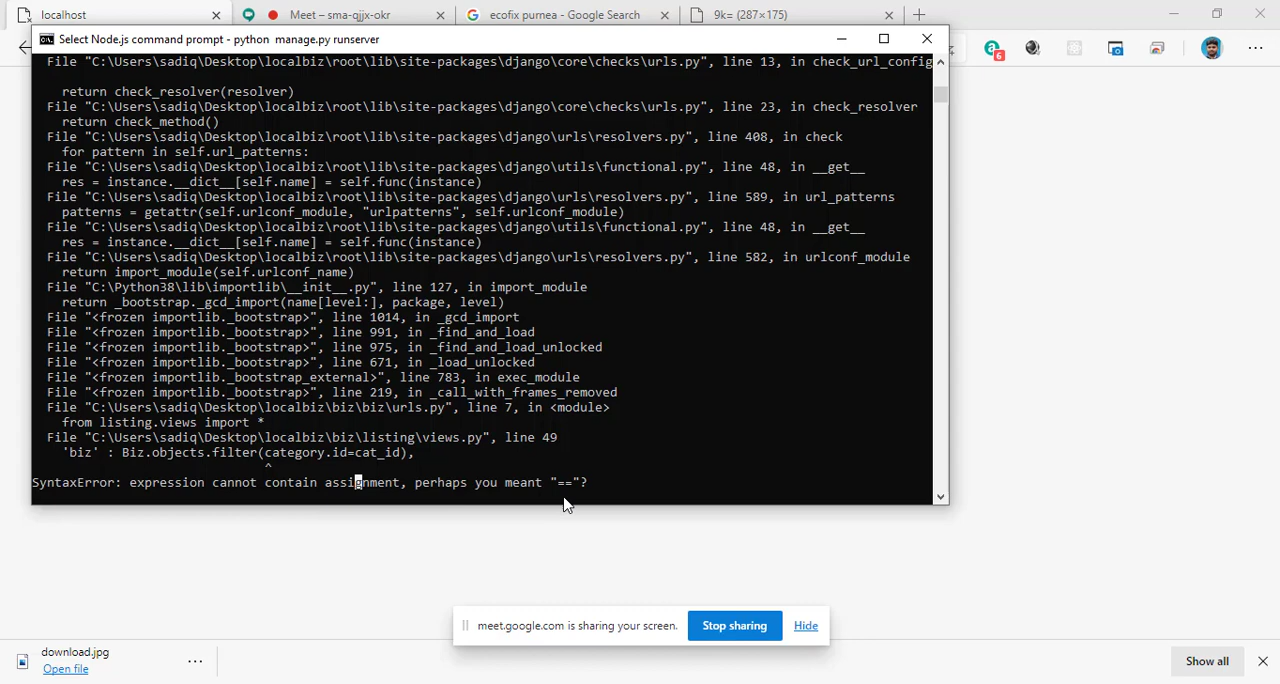 localhost
Meet – sma-qjjx-okr
ecofix purnea - Google Search
9k= (287×175)
Select Node.js command prompt - python  manage.py runserver
6
File "C:\Users\sadiq\Desktop\localbiz\root\lib\site-packages\django\core\checks\urls.py", line 13, in check_url_config
return check_resolver(resolver)
File "C:\Users\sadiq\Desktop\localbiz\root\lib\site-packages\django\core\checks\urls.py", line 23, in check_resolver
return check_method()
File "C:\Users\sadiq\Desktop\localbiz\root\lib\site-packages\django\urls\resolvers.py", line 408, in check
for pattern in self.url_patterns:
File "C:\Users\sadiq\Desktop\localbiz\root\lib\site-packages\django\utils\functional.py", line 48, in __get__
res = instance.__dict__[self.name] = self.func(instance)
File "C:\Users\sadiq\Desktop\localbiz\root\lib\site-packages\django\urls\resolvers.py", line 589, in url_patterns
patterns = getattr(self.urlconf_module, "urlpatterns", self.urlconf_module)
File "C:\Users\sadiq\Desktop\localbiz\root\lib\site-packages\django\utils\functional.py", line 48, in __get__
res = instance.__dict__[self.name] = self.func(instance)
File "C:\Users\sadiq\Desktop\localbiz\root\lib\site-packages\django\urls\resolvers.py", line 582, in urlconf_module
return import_module(self.urlconf_name)
File "C:\Python38\lib\importlib\__init__.py", line 127, in import_module
return _bootstrap._gcd_import(name[level:], package, level)
File "<frozen importlib._bootstrap>", line 1014, in _gcd_import
File "<frozen importlib._bootstrap>", line 991, in _find_and_load
File "<frozen importlib._bootstrap>", line 975, in _find_and_load_unlocked
File "<frozen importlib._bootstrap>", line 671, in _load_unlocked
File "<frozen importlib._bootstrap_external>", line 783, in exec_module
File "<frozen importlib._bootstrap>", line 219, in _call_with_frames_removed
File "C:\Users\sadiq\Desktop\localbiz\biz\biz\urls.py", line 7, in <module>
from listing.views import *
File "C:\Users\sadiq\Desktop\localbiz\biz\listing\views.py", line 49
'biz' : Biz.objects.filter(category.id=cat_id),
^
SyntaxError: expression cannot contain assignment, perhaps you meant "=="?
meet.google.com is sharing your screen.
Stop sharing
Hide
download.jpg
Open file
Show all